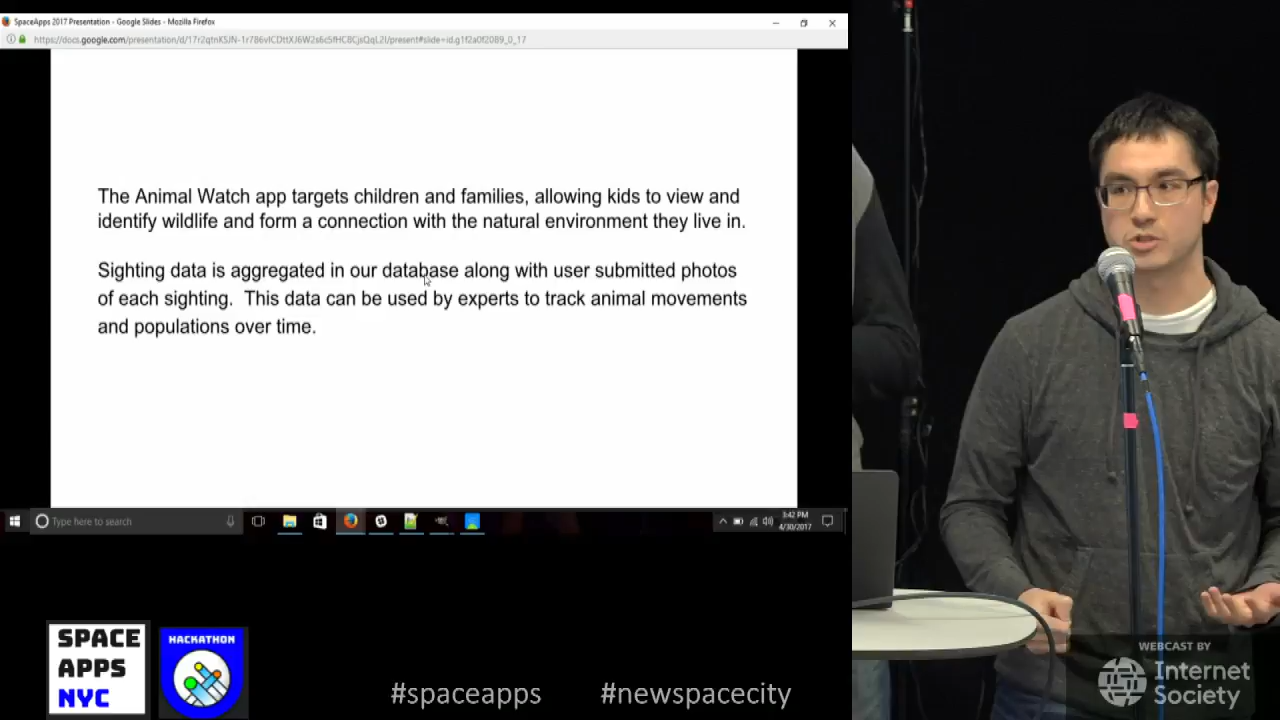 SpaceApps 2017 Presentation - Google Slides - Mozilla Firefox
The Animal Watch app targets children and families, allowing kids to view and
identify wildlife and form a connection with the natural environment they live in.
Sighting data is aggregated in our database along with user submitted photos
of each sighting.  This data can be used by experts to track animal movements
and populations over time.
Type here to search
3:42 PM
4/30/2017
SPACE
APPS
NYC
HACKATHON
#spaceapps
#newspacecity
WEBCAST BY
Internet
Society